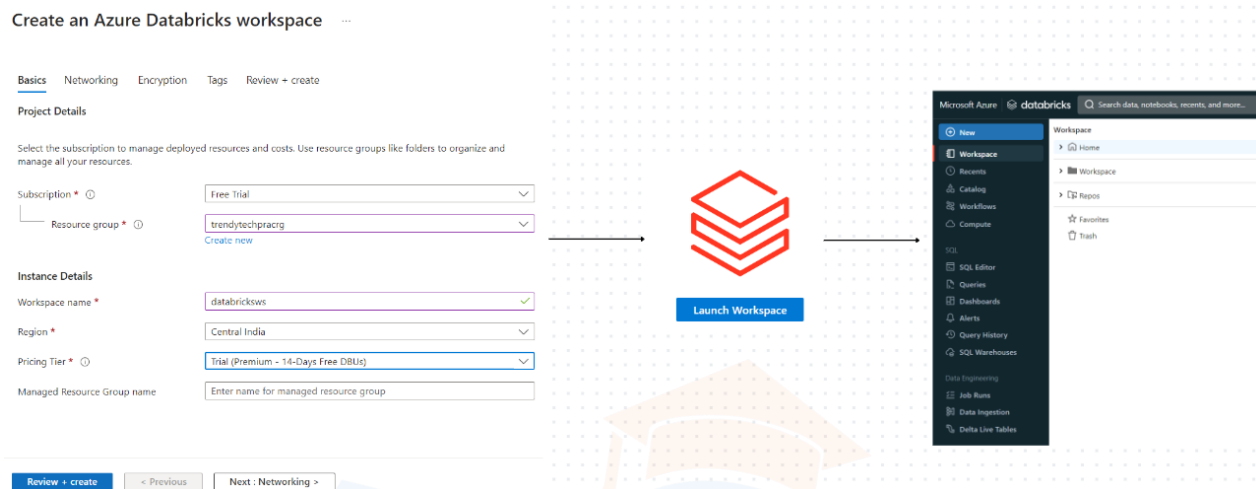 Create an Azure Databricks workspace ...
Basics Networking Encryption Tags Review + create
Project Details
Select the subscription to manage deployed resources and costs. Use resource groups like folders to organize and
manage all your resources.
Subscription * Free Trial
Resource group * trendytechpracrg
Create new
Instance Details
Workspace name * databricksws
Region * Central India
Pricing Tier * Trial (Premium - 14-Days Free DBUs)
Managed Resource Group name Enter name for managed resource group
Review + create < Previous Next : Networking >
Launch Workspace
Microsoft Azure databricks Search data, notebooks, recents, and more...
New
Workspace
Recents
Catalog
Workflows
Compute
SQL
SQL Editor
Queries
Dashboards
Alerts
Query History
SQL Warehouses
Data Engineering
Job Runs
Data Ingestion
Delta Live Tables
Workspace
> Home
> Workspace
> Repos
Favorites
Trash